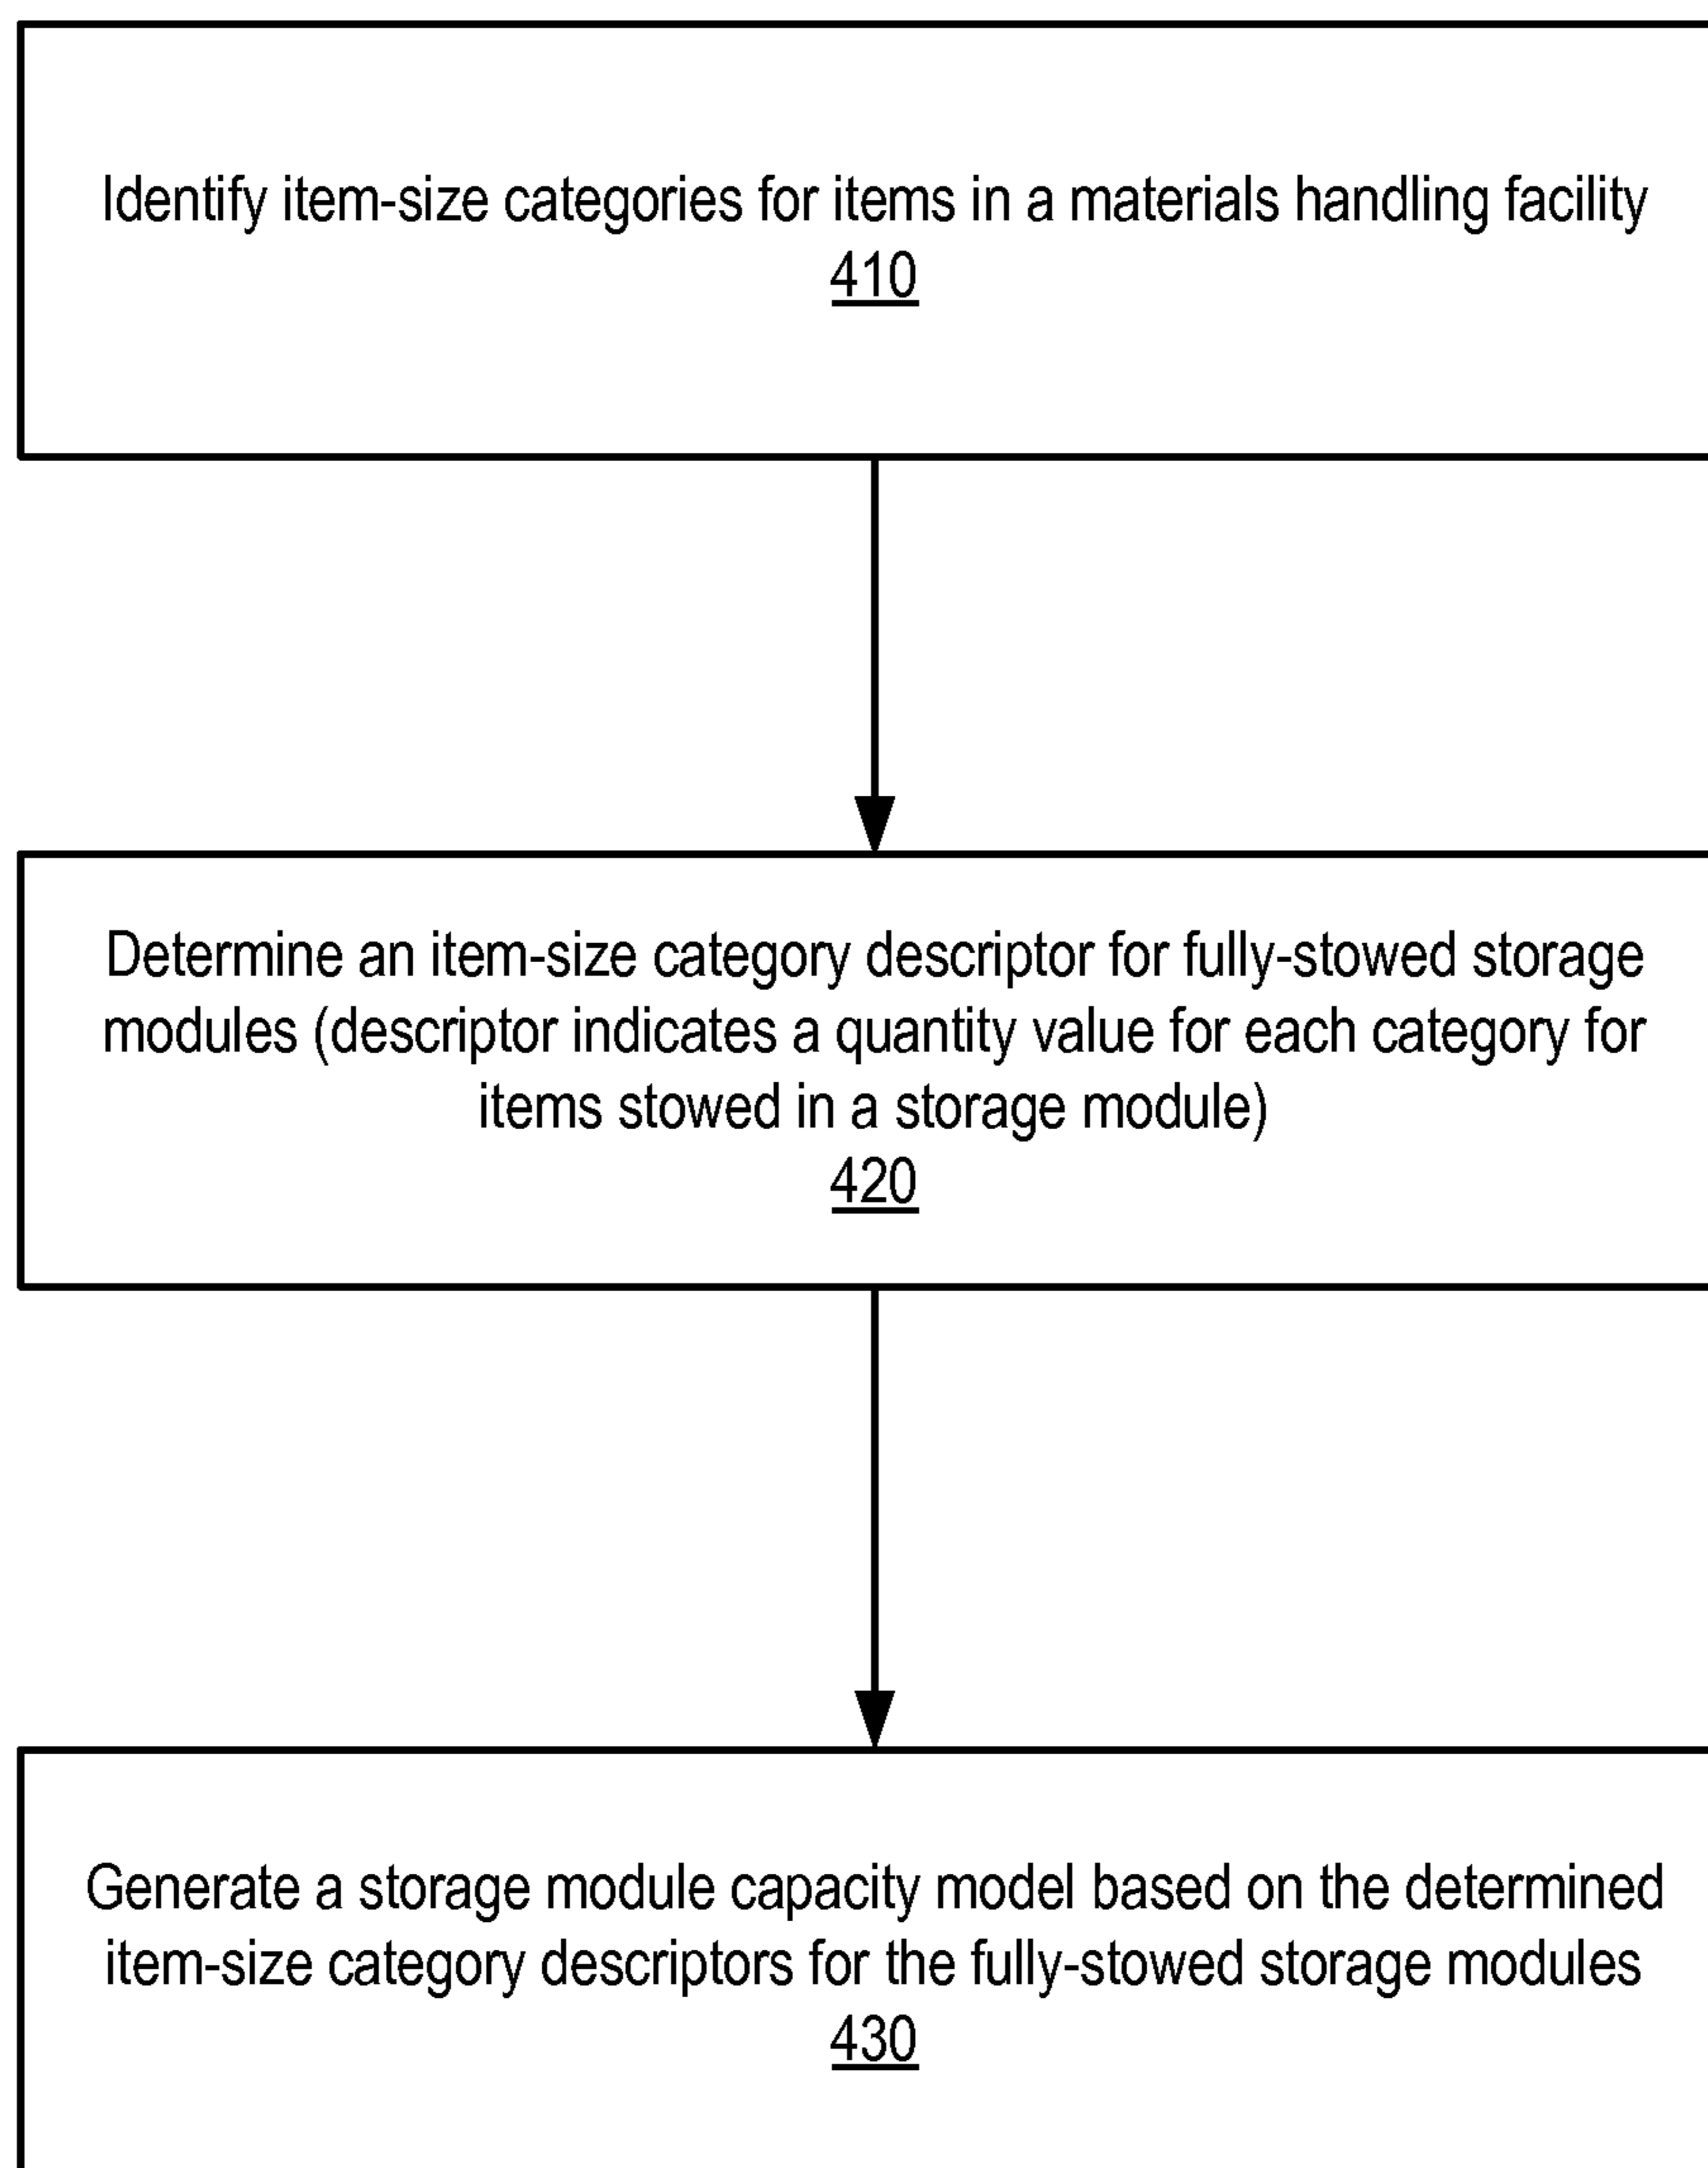 Identify item-size categories for items in a materials handling facility
410
Determine an item-size category descriptor for fully-stowed storage
modules (descriptor indicates a quantity value for each category for
items stowed in a storage module)
420
Generate a storage module capacity model based on the determined
item-size category descriptors for the fully-stowed storage modules
430